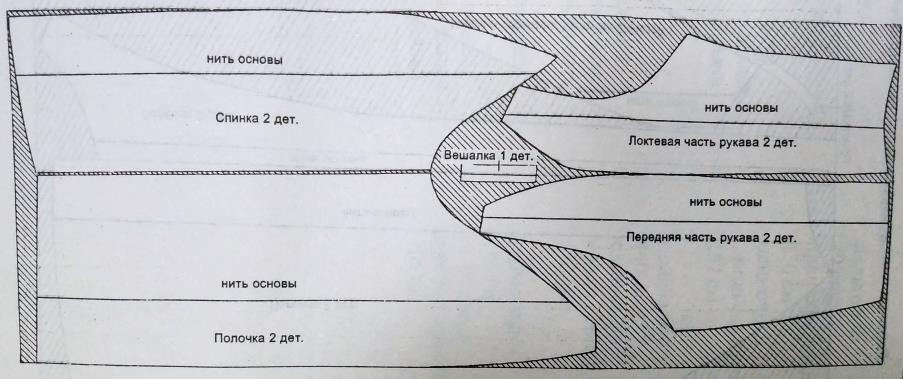 нить основы
Спинка 2 дет.
нить основы
Локтевая часть рукава 2 дет.
Вешалка 1 дет.
нить основы
Передняя часть рукава 2 дет.
нить основы
Полочка 2 дет.